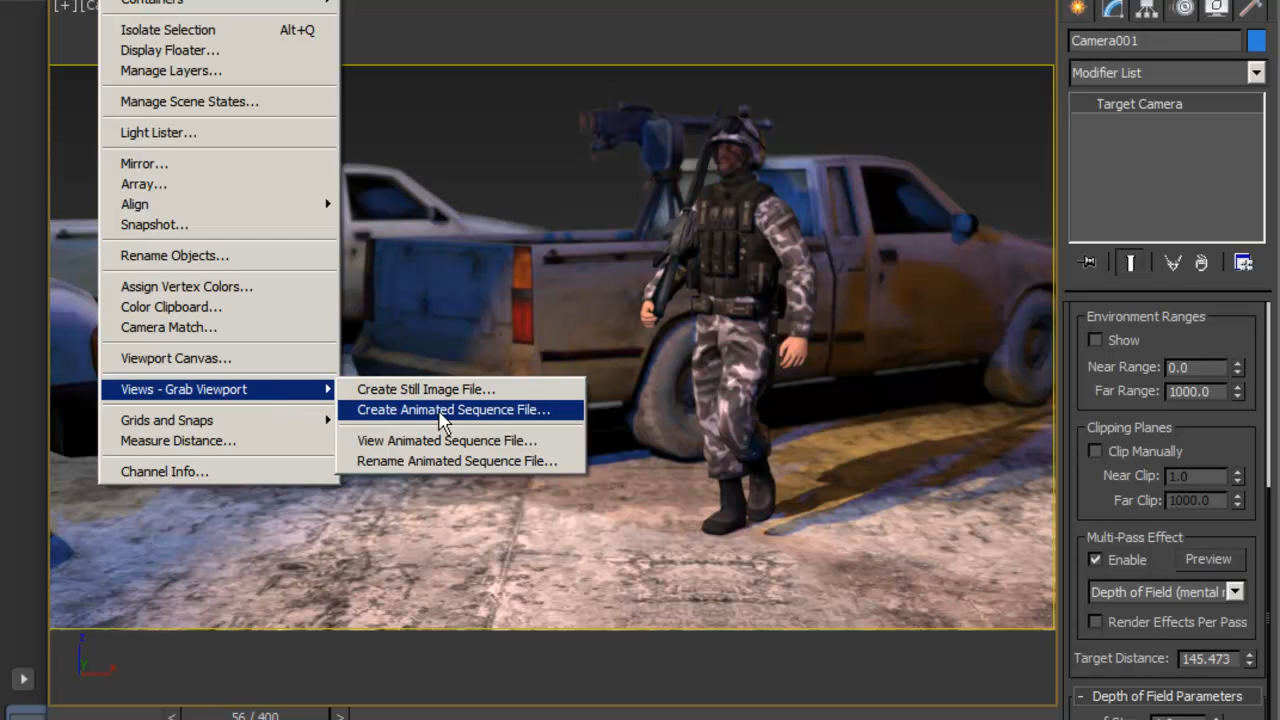 [+][Ca
Containers
Isolate Selection Alt+Q
Display Floater...
Manage Layers...
Manage Scene States...
Light Lister...
Mirror...
Array...
Align
Snapshot...
Rename Objects...
Assign Vertex Colors...
Color Clipboard...
Camera Match...
Viewport Canvas...
Views - Grab Viewport
Grids and Snaps
Measure Distance...
Channel Info...
Create Still Image File...
Create Animated Sequence File...
View Animated Sequence File...
Rename Animated Sequence File...
z
y
x
< 56 / 400 >
Camera001
Modifier List
Target Camera
Environment Ranges
Show
Near Range: 0.0
Far Range: 1000.0
Clipping Planes
Clip Manually
Near Clip: 1.0
Far Clip: 1000.0
Multi-Pass Effect
Enable Preview
Depth of Field (mental r
Render Effects Per Pass
Target Distance: 145.473
- Depth of Field Parameters